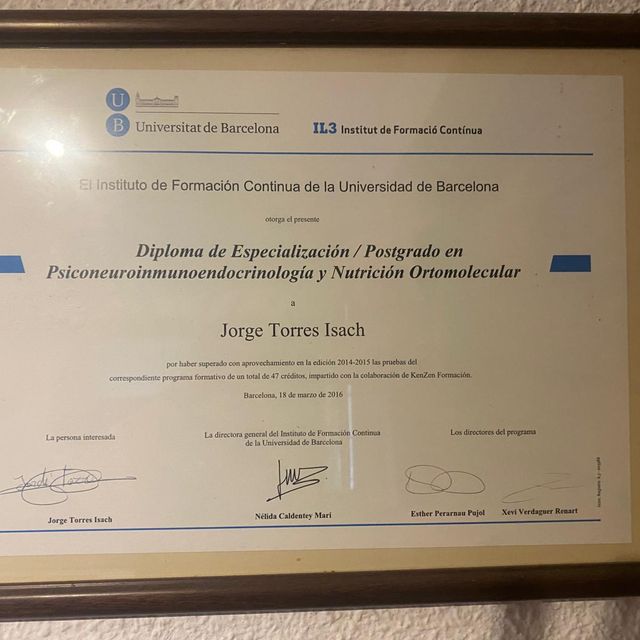 U
B
Universitat de Barcelona
IL3 Institut de Formació Contínua
El Instituto de Formación Continua de la Universidad de Barcelona
otorga el presente
Diploma de Especialización / Postgrado en
Psiconeuroinmunoendocrinología y Nutrición Ortomolecular
a
Jorge Torres Isach
por haber superado con aprovechamiento en la edición 2014-2015 las pruebas del
correspondiente programa formativo de un total de 47 créditos, impartido con la colaboración de KenZen Formación.
Barcelona, 18 de marzo de 2016
La persona interesada
La directora general del Instituto de Formación Continua
de la Universidad de Barcelona
Los directores del programa
Jorge Torres Isach
Nélida Caldentey Marí
Esther Perarnau Pujol
Xevi Verdaguer Renart